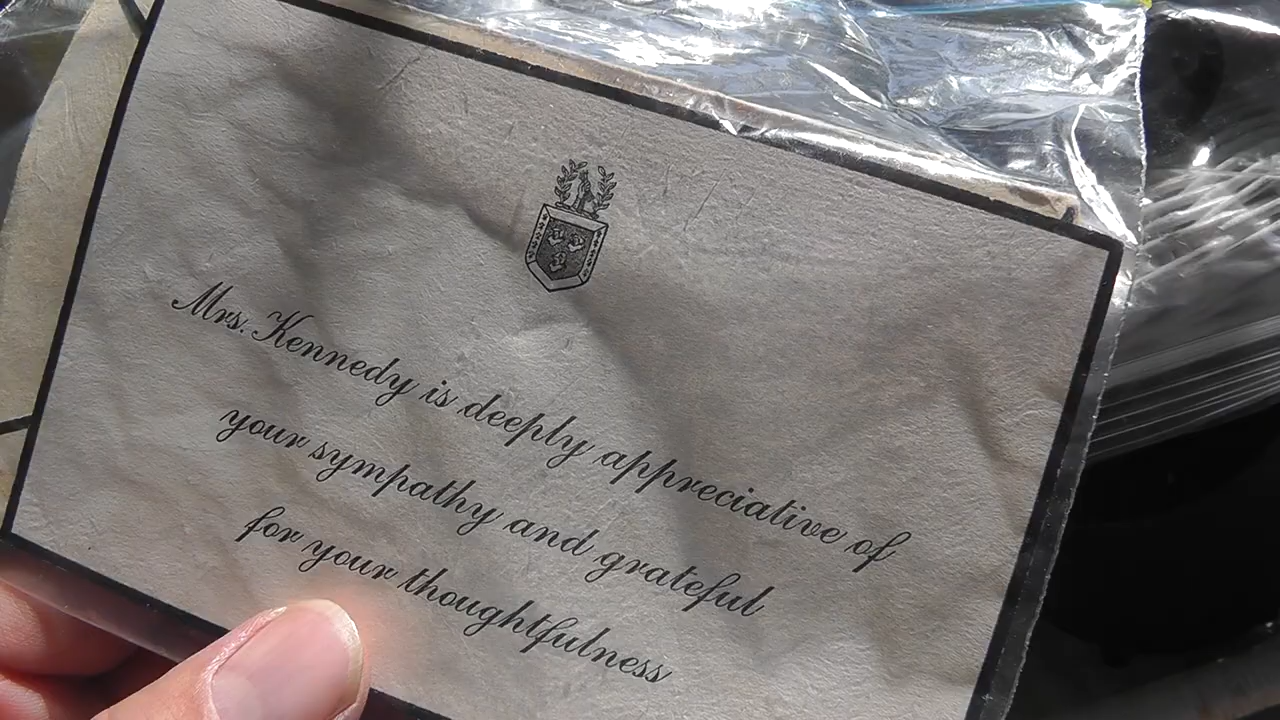 Mrs. Kennedy is deeply appreciative of
your sympathy and grateful
for your thoughtfulness